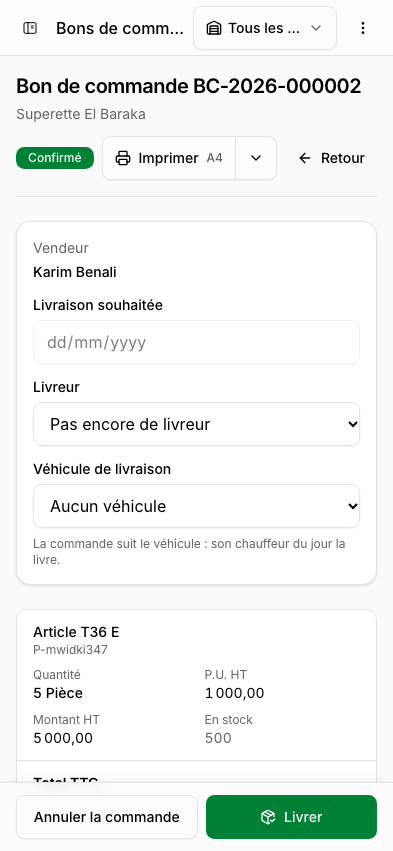 Bons de comm...
Tous les ...
Bon de commande BC-2026-000002
Superette El Baraka
Confirmé
Imprimer A4
Retour
Vendeur
Karim Benali
Livraison souhaitée
dd/mm/yyyy
Livreur
Pas encore de livreur
Véhicule de livraison
Aucun véhicule
La commande suit le véhicule : son chauffeur du jour la
livre.
Article T36 E
P-mwidki347
Quantité P.U. HT
5 Pièce 1 000,00
Montant HT En stock
5 000,00 500
Total TTC
Annuler la commande Livrer